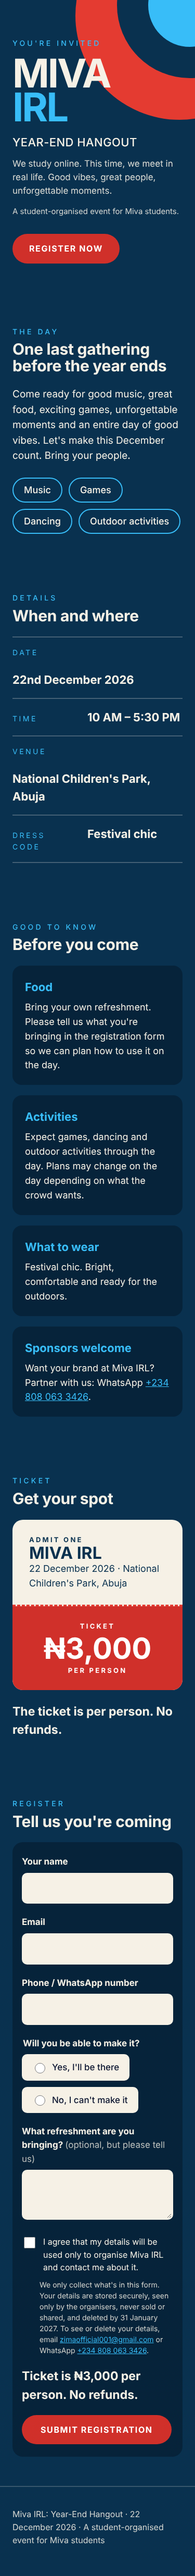 YOU'RE INVITED
MIVA
IRL
YEAR-END HANGOUT
We study online. This time, we meet in
real life. Good vibes, great people,
unforgettable moments.
A student-organised event for Miva students.
REGISTER NOW
THE DAY
One last gathering
before the year ends
Come ready for good music, great
food, exciting games, unforgettable
moments and an entire day of good
vibes. Let's make this December
count. Bring your people.
Music
Games
Dancing
Outdoor activities
DETAILS
When and where
DATE
22nd December 2026
TIME
10 AM – 5:30 PM
VENUE
National Children's Park,
Abuja
DRESS
CODE
Festival chic
GOOD TO KNOW
Before you come
Food
Bring your own refreshment.
Please tell us what you're
bringing in the registration form
so we can plan how to use it on
the day.
Activities
Expect games, dancing and
outdoor activities through the
day. Plans may change on the
day depending on what the
crowd wants.
What to wear
Festival chic. Bright,
comfortable and ready for the
outdoors.
Sponsors welcome
Want your brand at Miva IRL?
Partner with us: WhatsApp +234
808 063 3426.
TICKET
Get your spot
ADMIT ONE
MIVA IRL
22 December 2026 · National
Children's Park, Abuja
TICKET
₦3,000
PER PERSON
The ticket is per person. No
refunds.
REGISTER
Tell us you're coming
Your name
Email
Phone / WhatsApp number
Will you be able to make it?
Yes, I'll be there
No, I can't make it
What refreshment are you
bringing? (optional, but please tell
us)
I agree that my details will be
used only to organise Miva IRL
and contact me about it.
We only collect what's in this form.
Your details are stored securely, seen
only by the organisers, never sold or
shared, and deleted by 31 January
2027. To see or delete your details,
email zimaofficial001@gmail.com or
WhatsApp +234 808 063 3426.
Ticket is ₦3,000 per
person. No refunds.
SUBMIT REGISTRATION
Miva IRL: Year-End Hangout · 22
December 2026 · A student-organised
event for Miva students